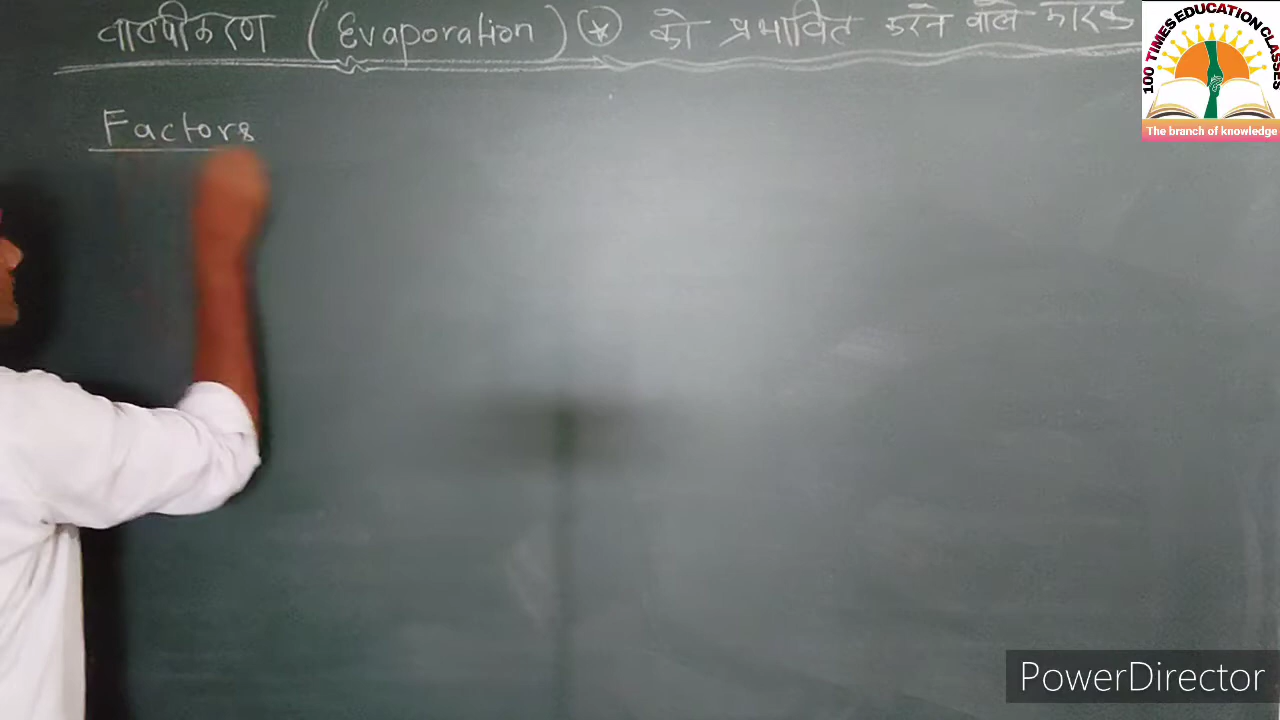 वाष्पीकरण (Evaporation) * को प्रभावित करने वाले कारक
Factors
100 TIMES EDUCATION CLASSES
The branch of knowledge
PowerDirector